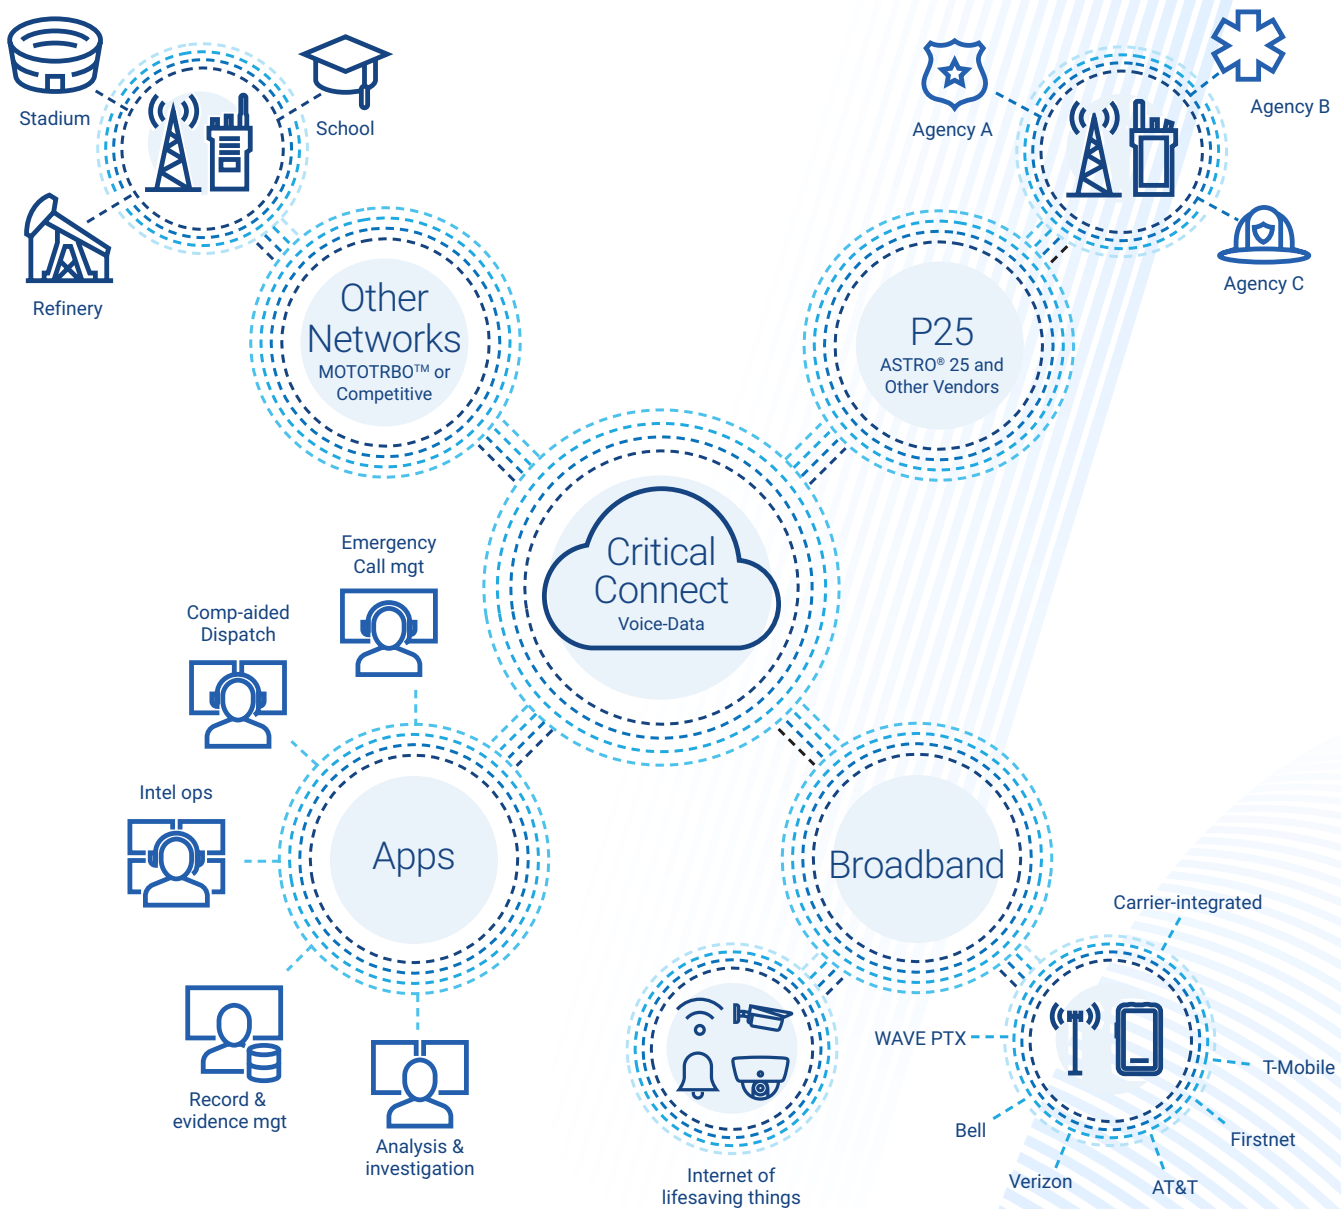 Stadium
School
Refinery
Agency A
Agency B
Agency C
Other
Networks
MOTOTRBO™ or
Competitive
P25
ASTRO® 25 and
Other Vendors
Critical
Connect
Voice-Data
Emergency
Call mgt
Comp-aided
Dispatch
Intel ops
Apps
Record &
evidence mgt
Analysis &
investigation
Broadband
Internet of
lifesaving things
Carrier-integrated
WAVE PTX
T-Mobile
Bell
Firstnet
Verizon
AT&T